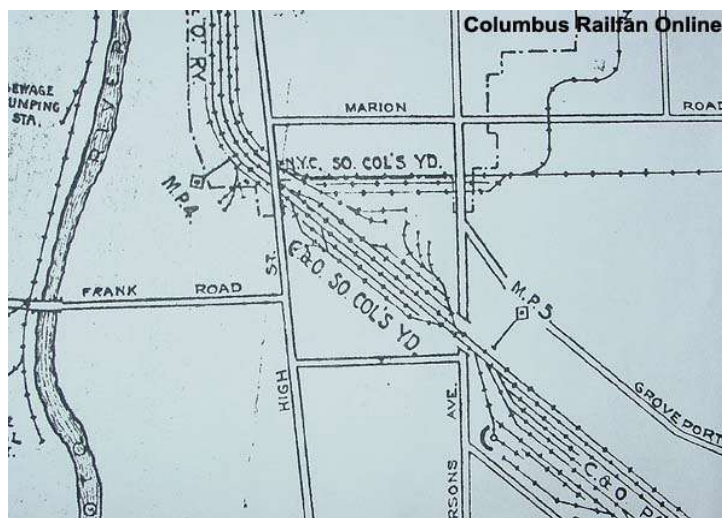 Columbus Railfan Online
O. RY
SEWAGE
PUMPING
STA.
RIVER
MARION
ROAD
N.Y.C. SO. COL'S YD.
M.P.4.
C.&O. SO. COL'S YD.
FRANK ROAD
HIGH ST.
M.P.5
GROVEPORT
PARSONS AVE.
C.&O